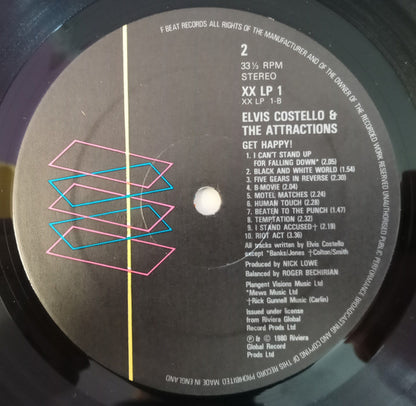 F BEAT RECORDS ALL RIGHTS OF THE MANUFACTURER AND OF THE OWNER OF THE RECORDED WORK RESERVED UNAUTHORISED PUBLIC PERFORMANCE BROADCASTING AND COPYING OF THIS RECORD PROHIBITED MADE IN ENGLAND
2
33⅓ RPM
STEREO
XX LP 1
XX LP 1-B
ELVIS COSTELLO &
THE ATTRACTIONS
GET HAPPY!
1. I CAN'T STAND UP
FOR FALLING DOWN* (2.05)
2. BLACK AND WHITE WORLD (1.54)
3. FIVE GEARS IN REVERSE (2.30)
4. B-MOVIE (2.04)
5. MOTEL MATCHES (2.24)
6. HUMAN TOUCH (2.28)
7. BEATEN TO THE PUNCH (1.47)
8. TEMPTATION (2.32)
9. I STAND ACCUSED† (2.19)
10. RIOT ACT (3.36)
All tracks written by Elvis Costello
except *Banks/Jones †Colton/Smith
Produced by NICK LOWE
Balanced by ROGER BECHIRIAN
Plangent Visions Music Ltd
*Mews Music Ltd
†Rick Gunnell Music (Carlin)
Issued under license
from Riviera Global
Record Prods Ltd
℗ & © 1980 Riviera
Global Record
Prods Ltd